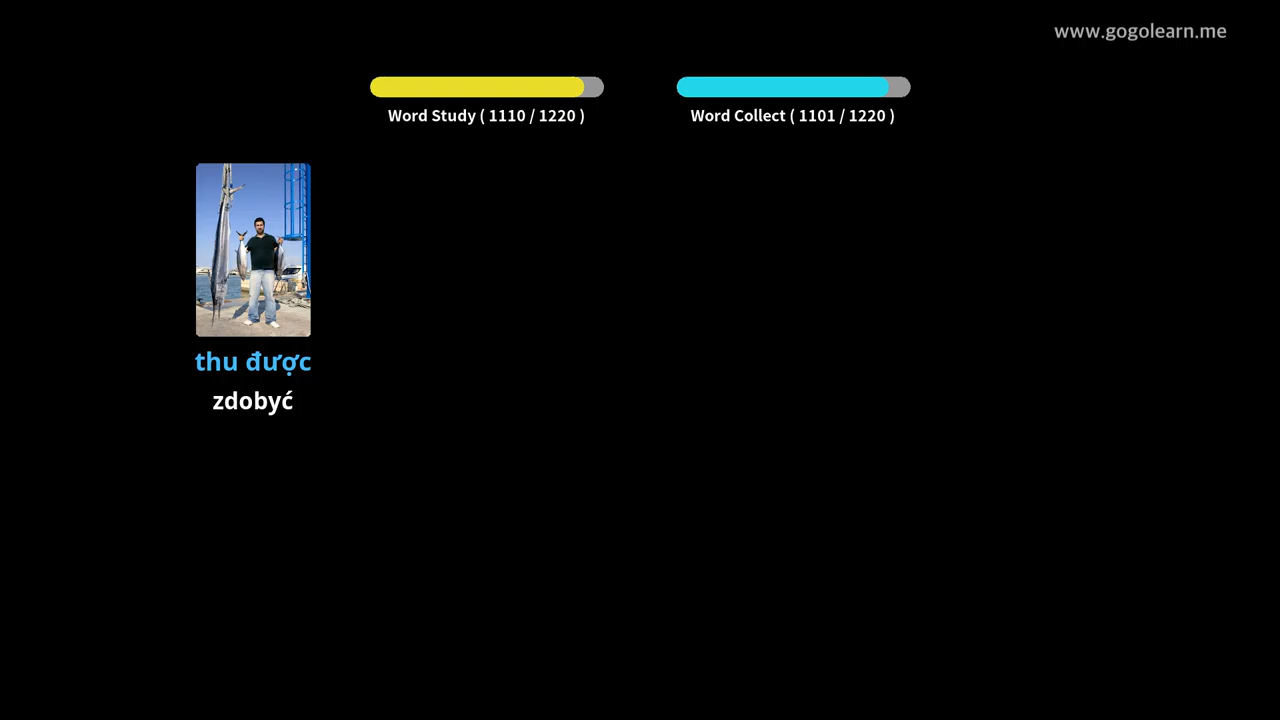 www.gogolearn.me
Word Study ( 1110 / 1220 )
Word Collect ( 1101 / 1220 )
thu được
zdobyć